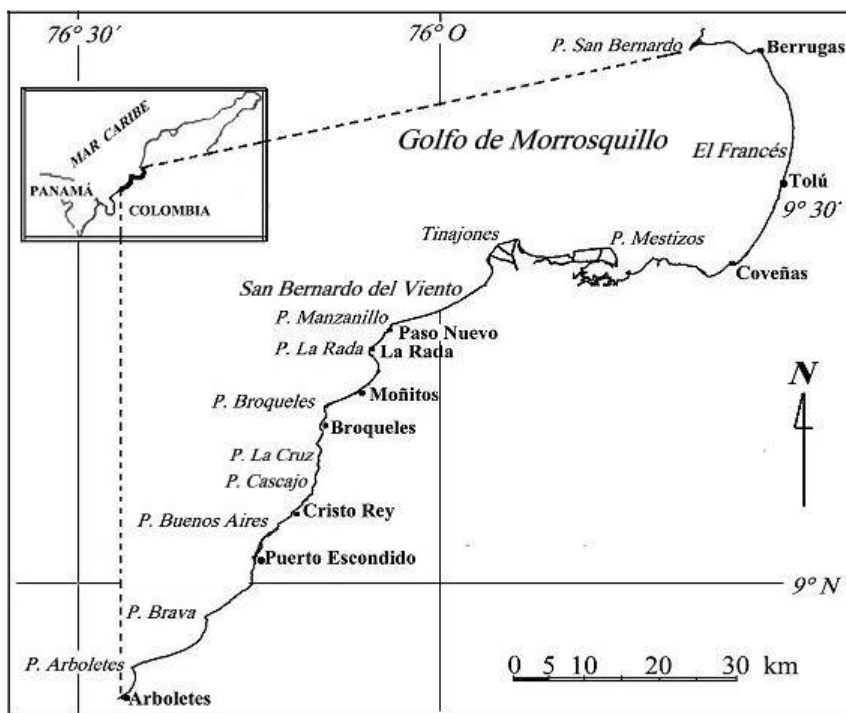 76° 30'
76° O
P. San Bernardo
Berrugas
MAR CARIBE
PANAMÁ
COLOMBIA
Golfo de Morrosquillo
El Francés
Tolú
9° 30'
Tinajones
P. Mestizos
Coveñas
San Bernardo del Viento
P. Manzanillo
Paso Nuevo
P. La Rada
La Rada
N
Moñitos
P. Broqueles
Broqueles
P. La Cruz
P. Cascajo
Cristo Rey
P. Buenos Aires
Puerto Escondido
9° N
P. Brava
P. Arboletes
Arboletes
0 5 10 20 30 km